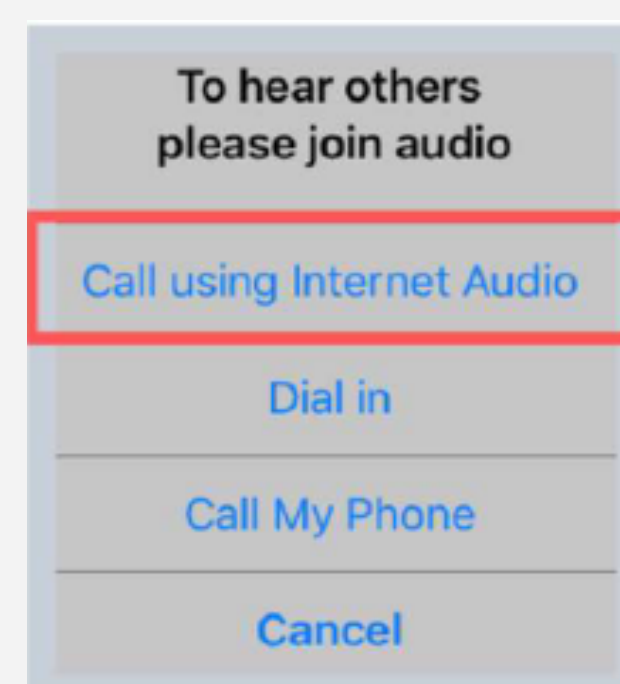 To hear others
please join audio
Call using Internet Audio
Dial in
Call My Phone
Cancel